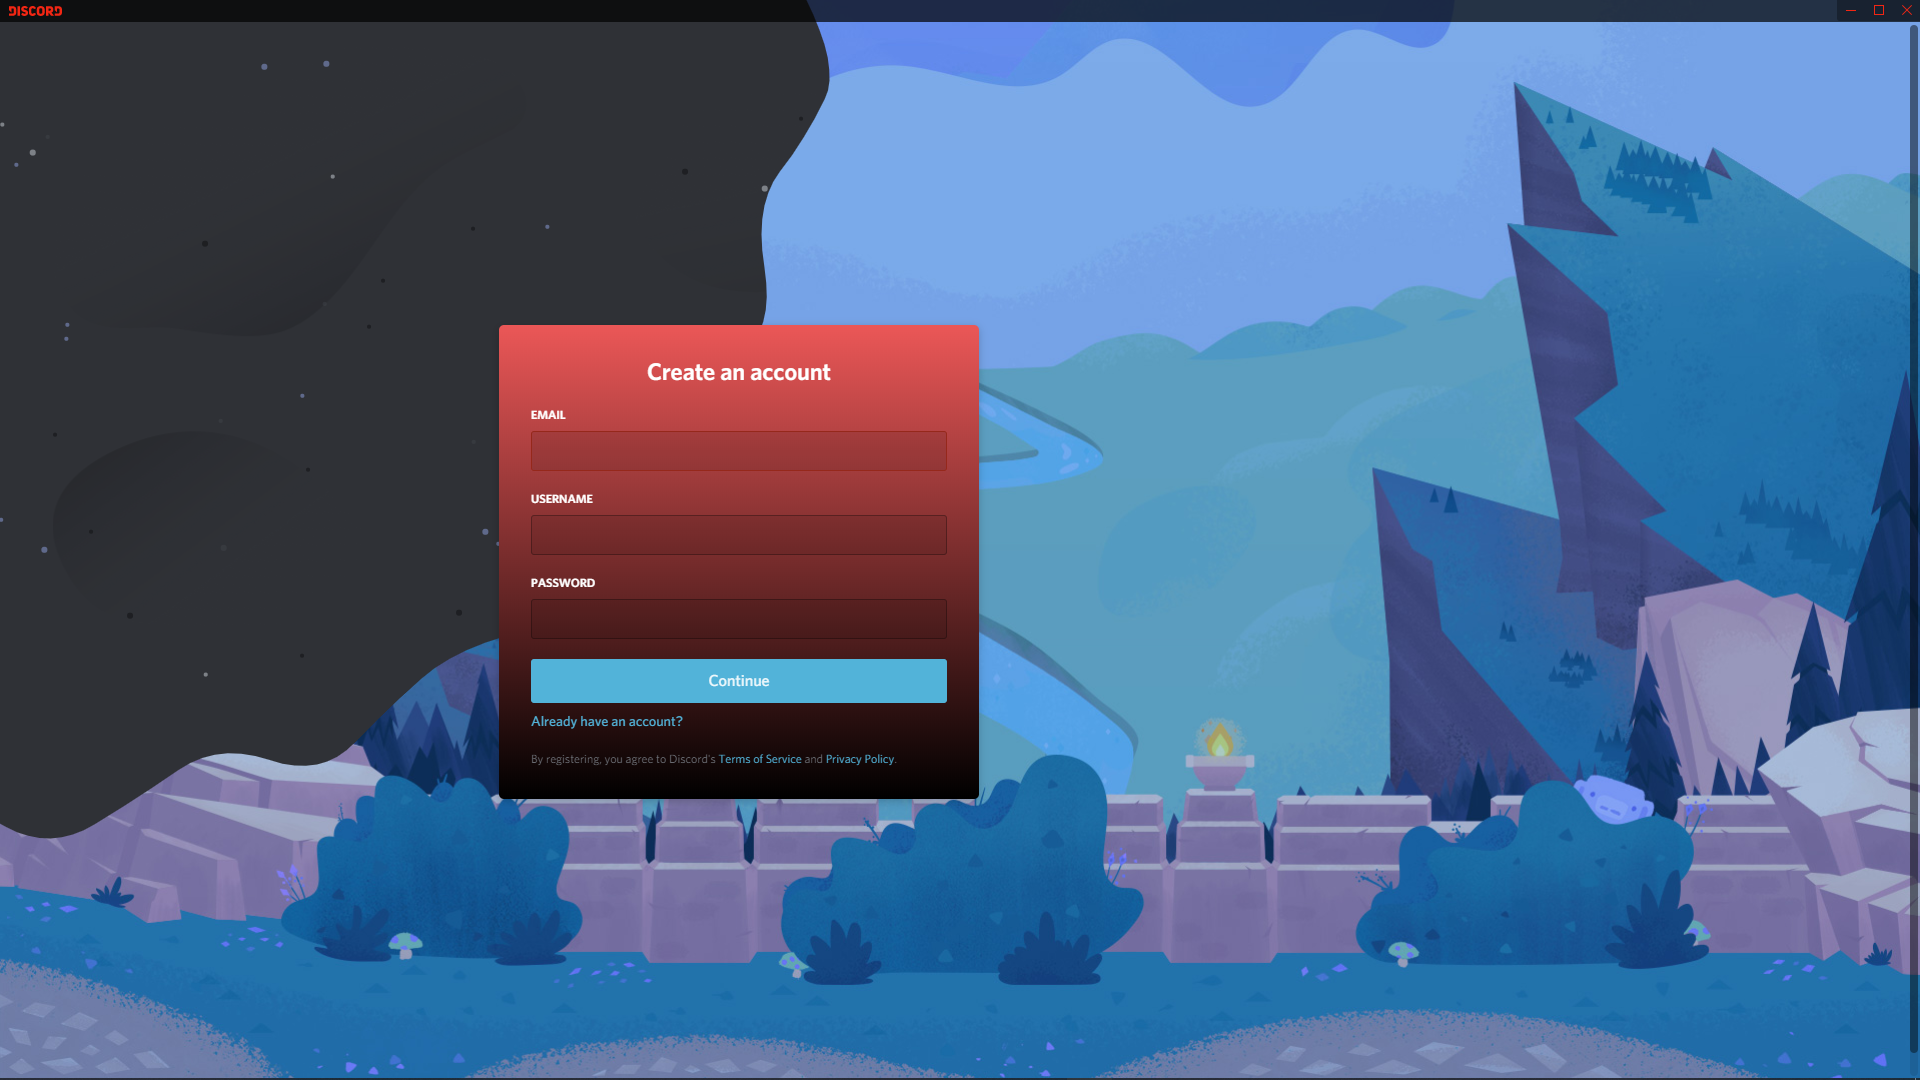 DISCORD
Create an account
EMAIL
USERNAME
PASSWORD
Continue
Already have an account?
By registering, you agree to Discord's Terms of Service and Privacy Policy.